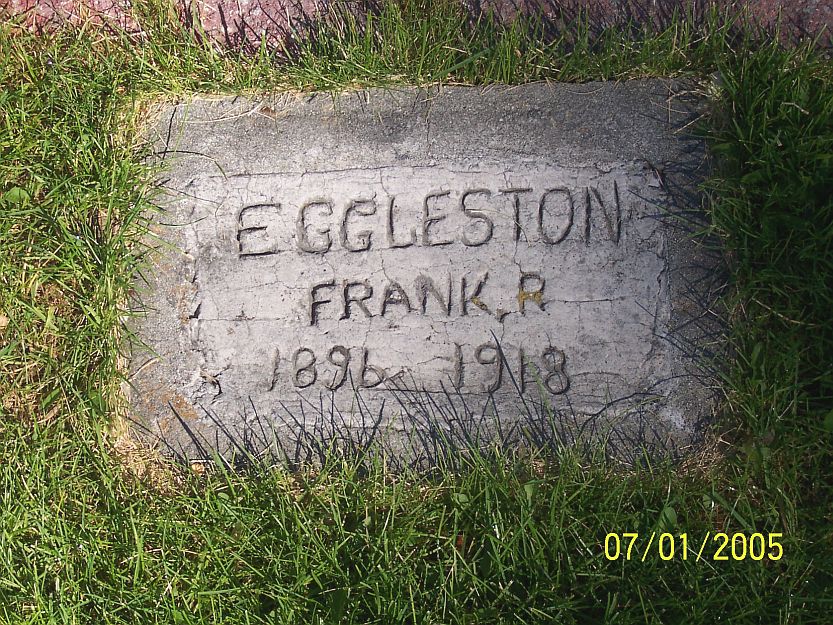 EGGLESTON
FRANK, R
1896 - 1918
07/01/2005